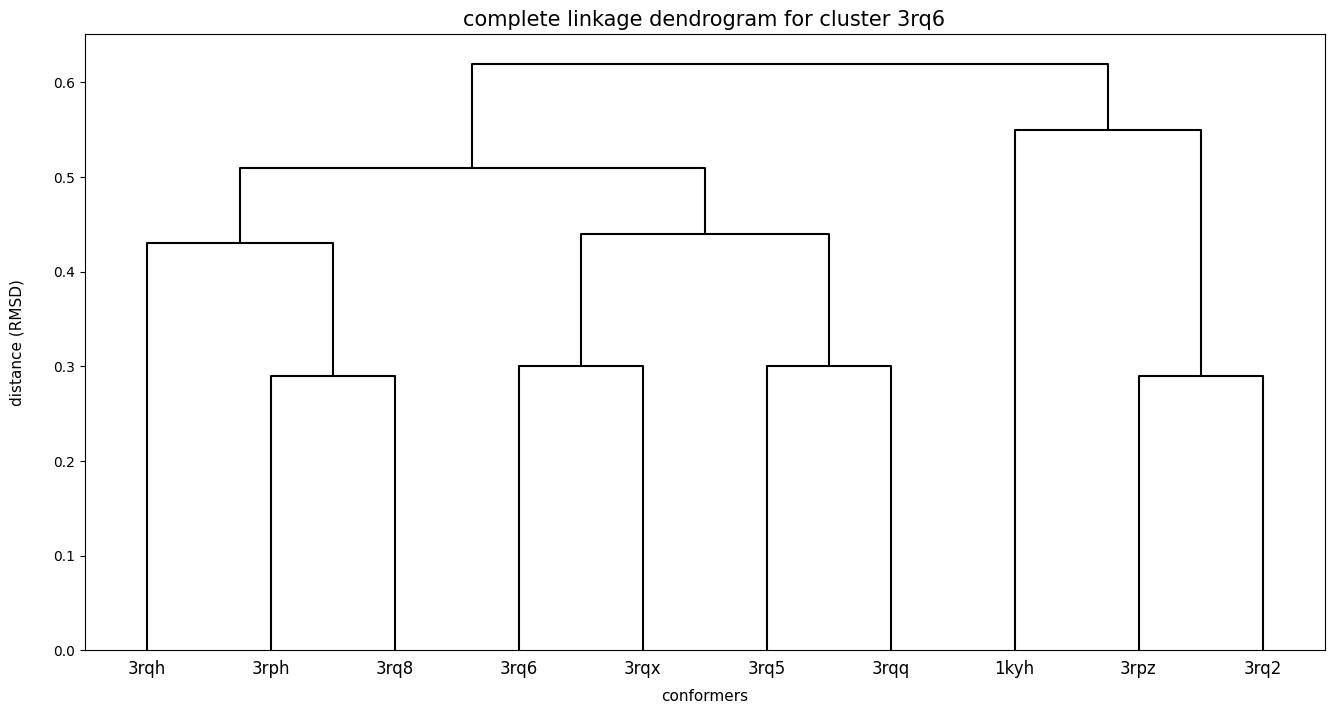 complete linkage dendrogram for cluster 3rq6
distance (RMSD)
0.6
0.5
0.4
0.3
0.2
0.1
0.0
3rqh 3rph 3rq8 3rq6 3rqx 3rq5 3rqq 1kyh 3rpz 3rq2
conformers